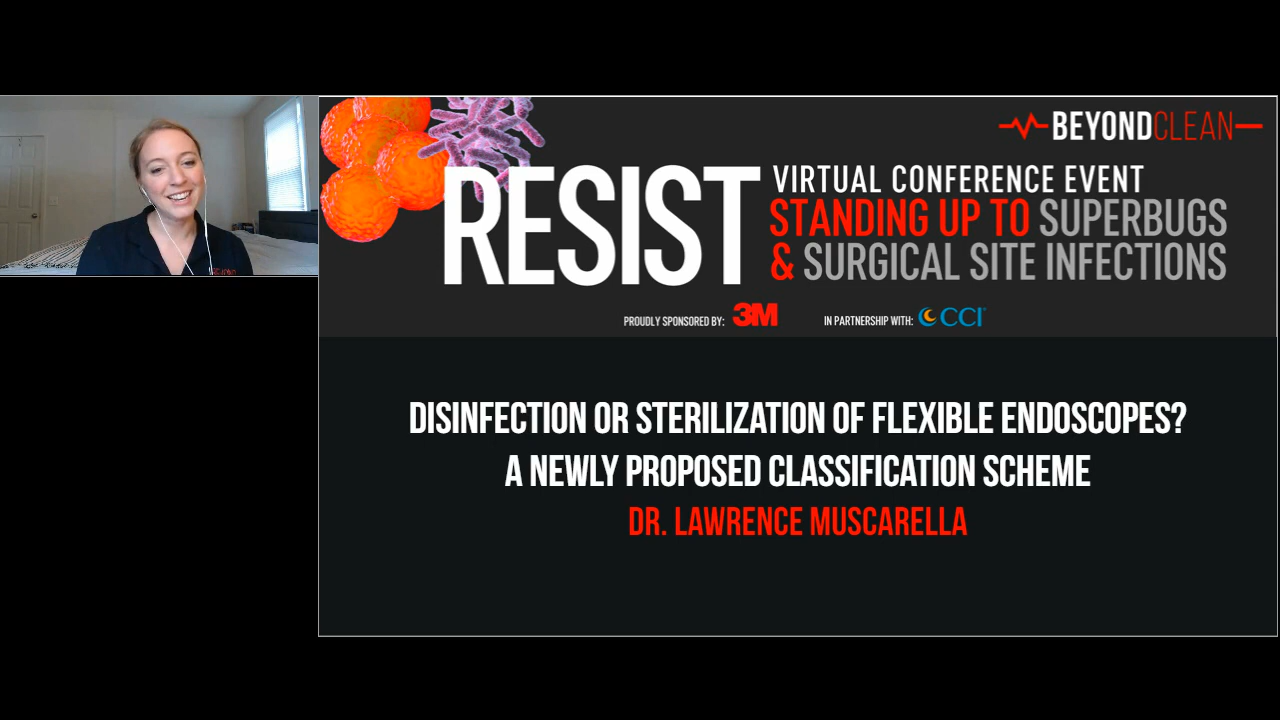 BEYONDCLEAN
RESIST
VIRTUAL CONFERENCE EVENT
STANDING UP TO SUPERBUGS
& SURGICAL SITE INFECTIONS
PROUDLY SPONSORED BY: 3M
IN PARTNERSHIP WITH: CCI
DISINFECTION OR STERILIZATION OF FLEXIBLE ENDOSCOPES?
A NEWLY PROPOSED CLASSIFICATION SCHEME
DR. LAWRENCE MUSCARELLA